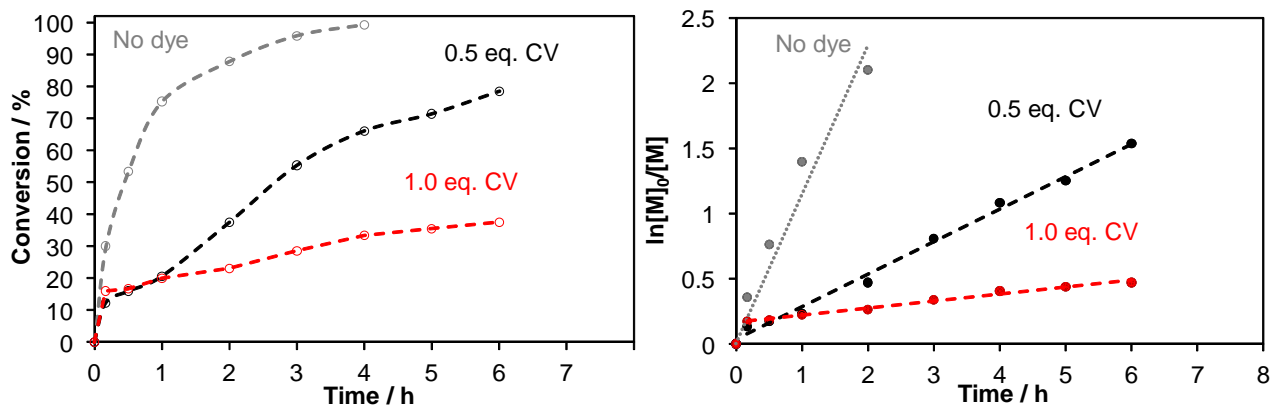 Conversion / %
100
90
80
70
60
50
40
30
20
10
0
No dye
0.5 eq. CV
1.0 eq. CV
0 1 2 3 4 5 6 7
Time / h
ln[M]₀/[M]
2.5
2
1.5
1
0.5
0
No dye
0.5 eq. CV
1.0 eq. CV
0 1 2 3 4 5 6 7 8
Time / h